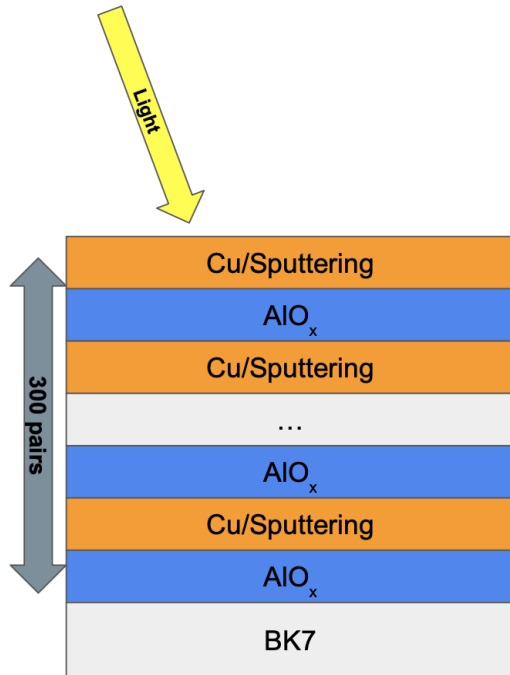 Light
Cu/Sputtering
AlOₓ
Cu/Sputtering
...
300 pairs
AlOₓ
Cu/Sputtering
AlOₓ
BK7